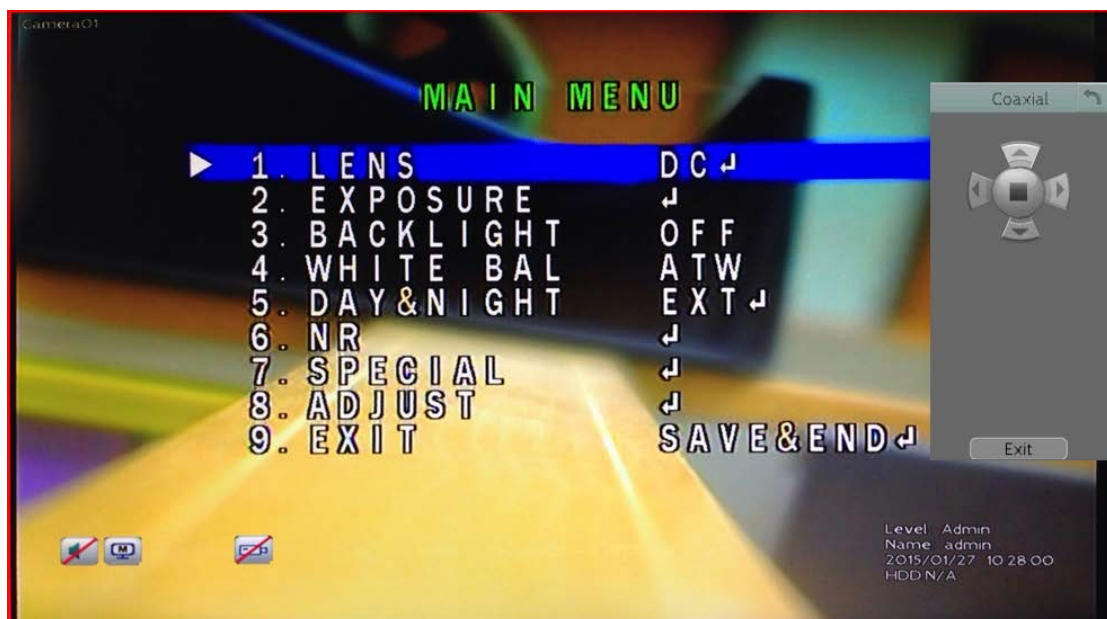 Camera01
MAIN MENU
Coaxial
1. LENS DC↵
2. EXPOSURE ↵
3. BACKLIGHT OFF
4. WHITE BAL ATW
5. DAY&NIGHT EXT↵
6. NR ↵
7. SPECIAL ↵
8. ADJUST ↵
9. EXIT SAVE&END↵
Exit
M
Level Admin
Name admin
2015/01/27 10:28:00
HDD N/A